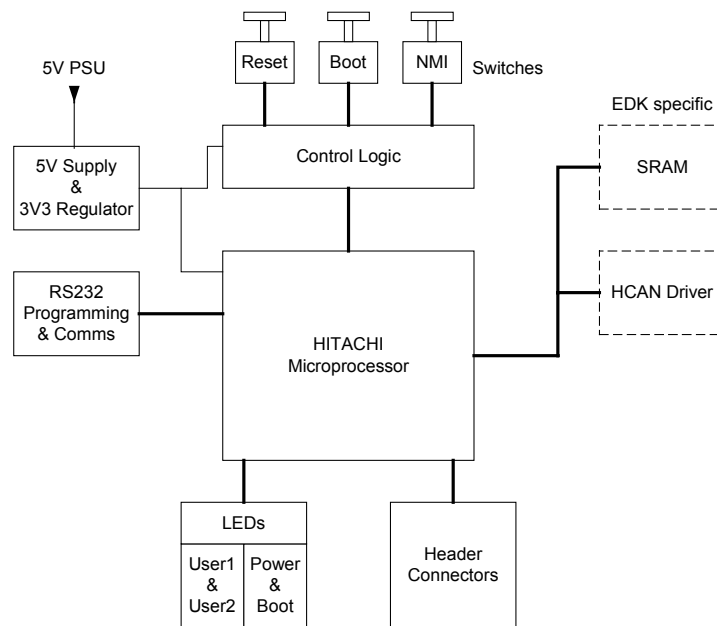 Reset
Boot
NMI
Switches
5V PSU
EDK specific
Control Logic
5V Supply
&
3V3 Regulator
SRAM
RS232
Programming
& Comms
HCAN Driver
HITACHI
Microprocessor
LEDs
User1
&
User2
Power
&
Boot
Header
Connectors